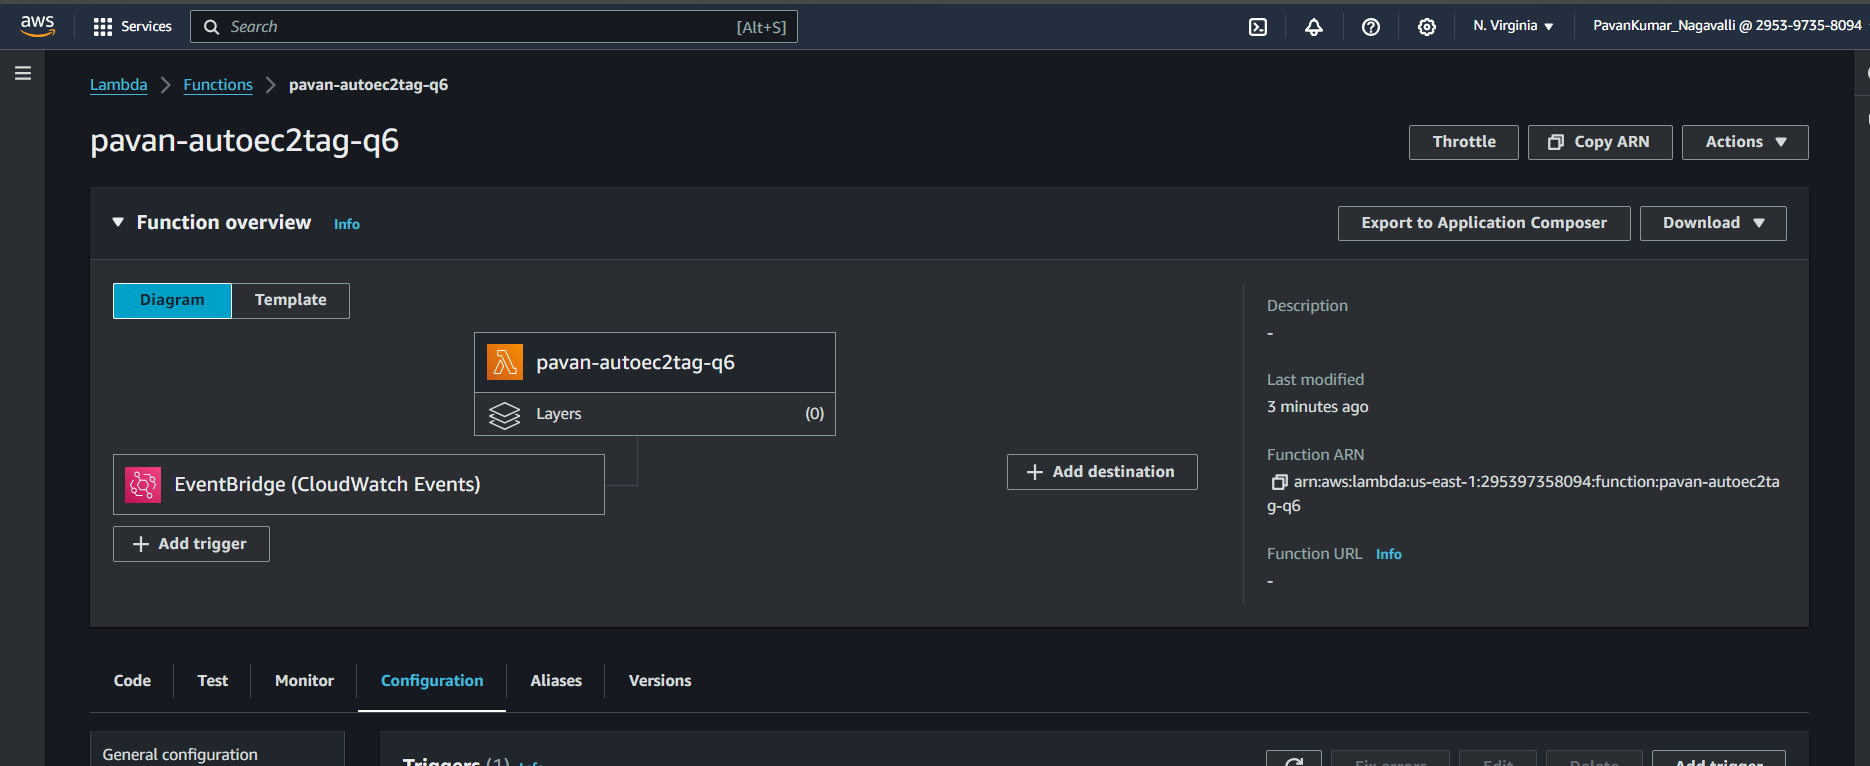 aws
Services
Search
[Alt+S]
N. Virginia
PavanKumar_Nagavalli @ 2953-9735-8094
Lambda
Functions
pavan-autoec2tag-q6
pavan-autoec2tag-q6
Throttle
Copy ARN
Actions
Function overview
Info
Export to Application Composer
Download
Diagram
Template
pavan-autoec2tag-q6
Layers
(0)
EventBridge (CloudWatch Events)
+ Add trigger
+ Add destination
Description
-
Last modified
3 minutes ago
Function ARN
arn:aws:lambda:us-east-1:295397358094:function:pavan-autoec2ta
g-q6
Function URL
Info
-
Code
Test
Monitor
Configuration
Aliases
Versions
General configuration
Triggers (1)
Info
Fix errors
Edit
Delete
Add trigger